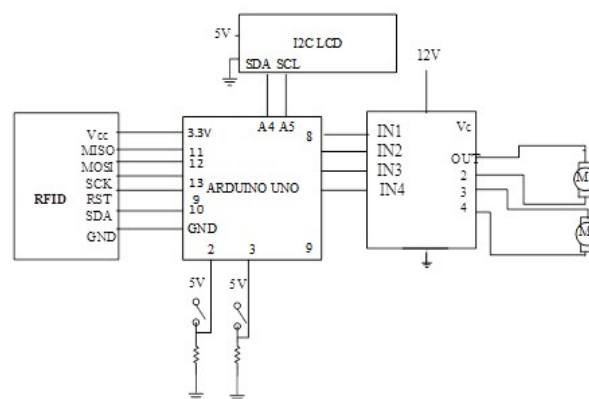 5V
I2C LCD
SDA SCL
12V
Vcc
MISO
MOSI
SCK
RST
SDA
GND
RFID
3.3V
11
12
13
9
10
GND
ARDUINO UNO
A4 A5
8
9
2
3
IN1
IN2
IN3
IN4
Vc
OUT
2
3
4
M
M
5V
5V